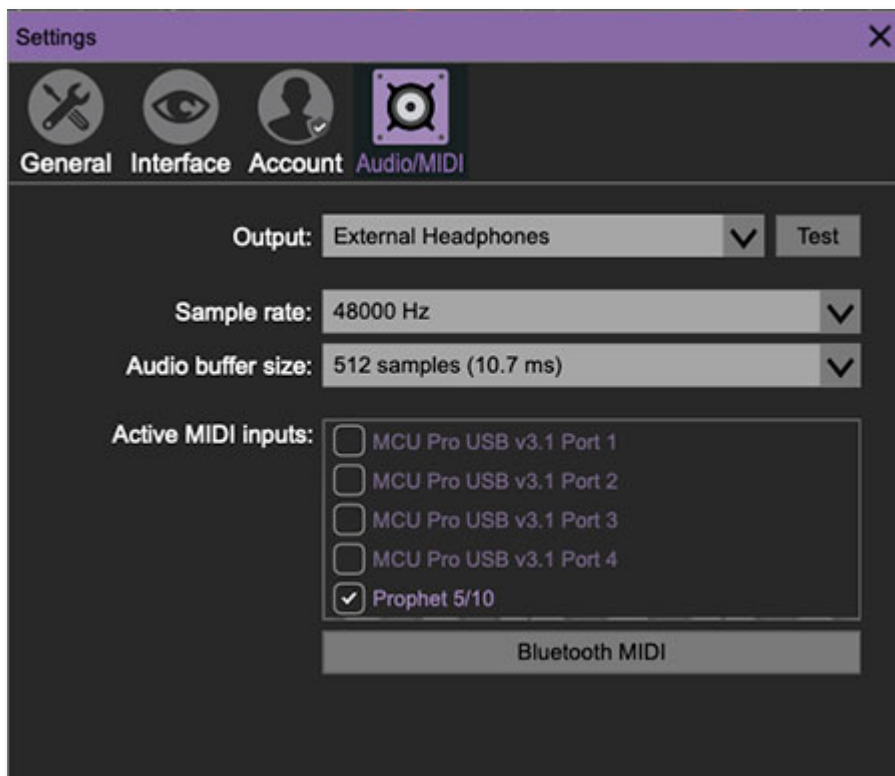 Settings
General Interface Account Audio/MIDI
Output: External Headphones Test
Sample rate: 48000 Hz
Audio buffer size: 512 samples (10.7 ms)
Active MIDI inputs: MCU Pro USB v3.1 Port 1
MCU Pro USB v3.1 Port 2
MCU Pro USB v3.1 Port 3
MCU Pro USB v3.1 Port 4
Prophet 5/10
Bluetooth MIDI